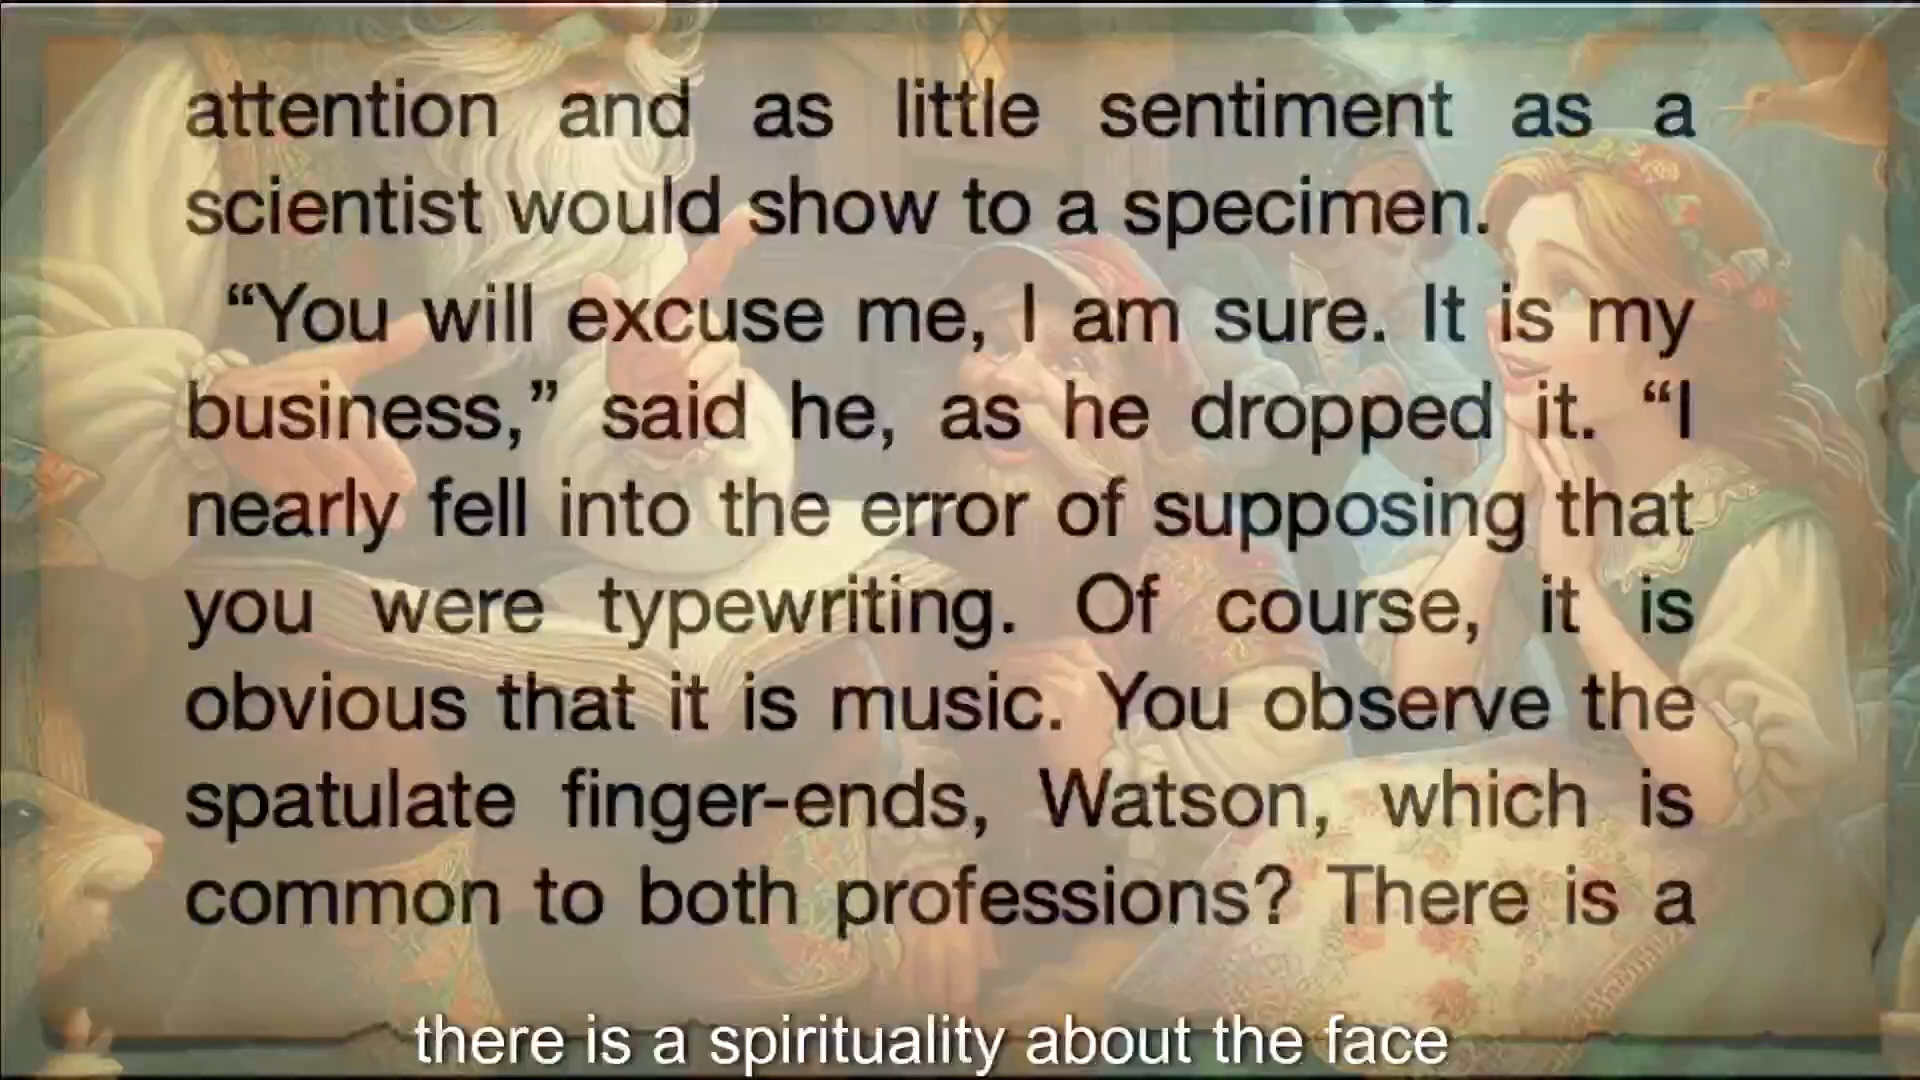 attention and as little sentiment as a
scientist would show to a specimen.
“You will excuse me, I am sure. It is my
business,” said he, as he dropped it. “I
nearly fell into the error of supposing that
you were typewriting. Of course, it is
obvious that it is music. You observe the
spatulate finger-ends, Watson, which is
common to both professions? There is a
there is a spirituality about the face